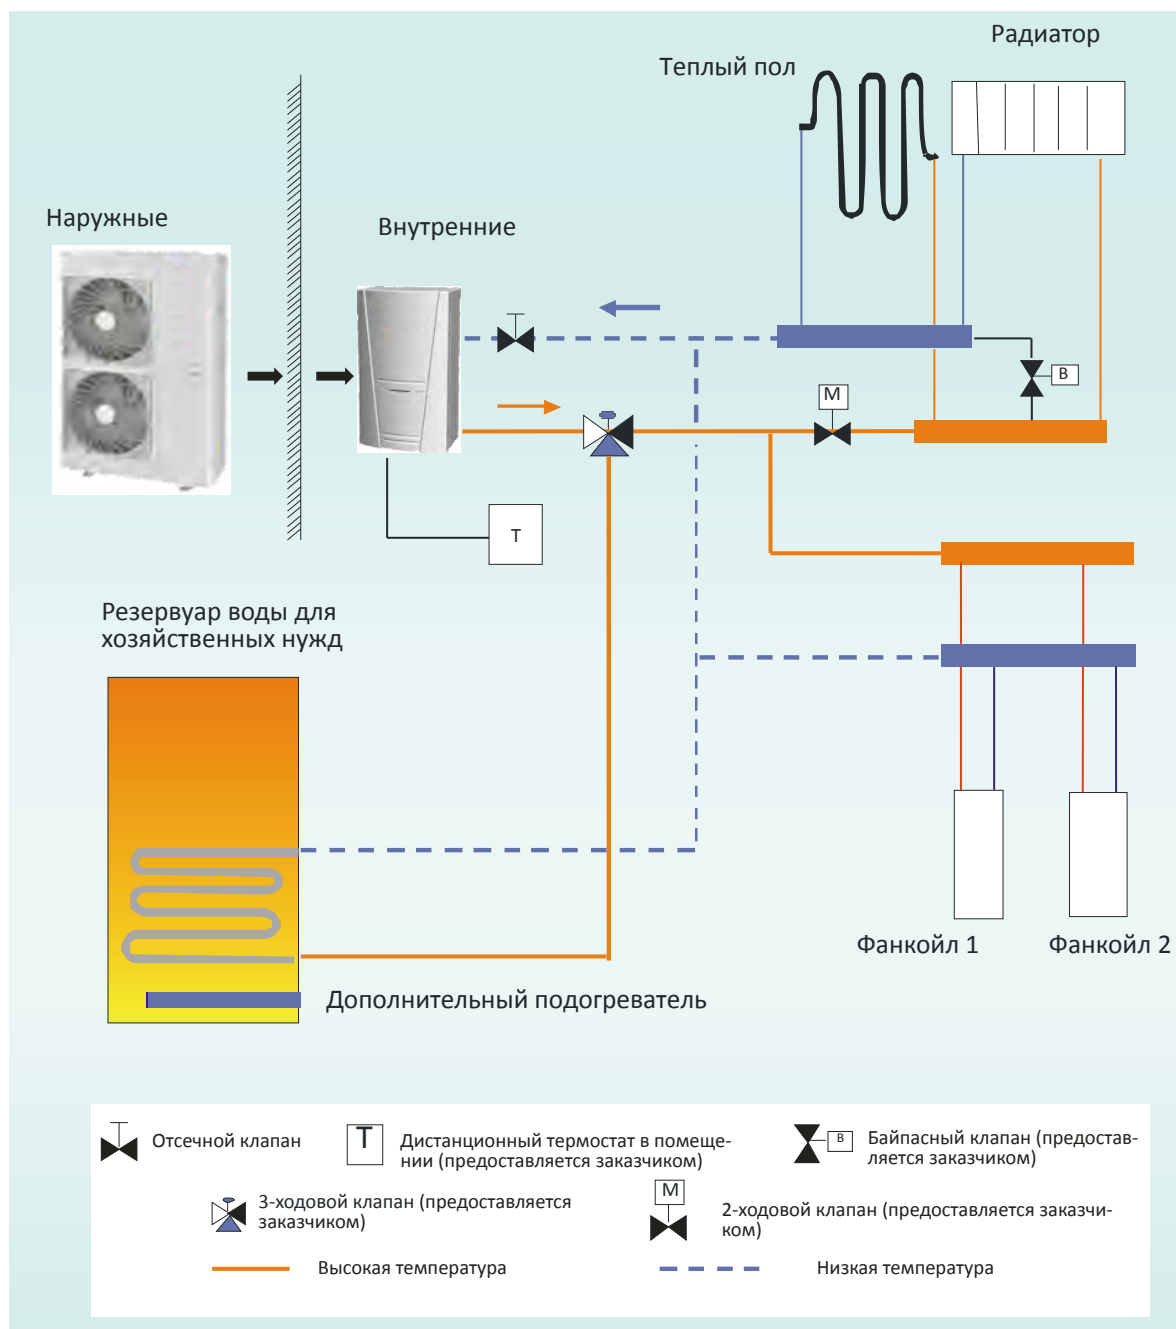 Радиатор
Теплый пол
Наружные
Внутренние
B
M
T
Резервуар воды для
хозяйственных нужд
Фанкойл 1
Фанкойл 2
Дополнительный подогреватель
Отсечной клапан
T
Дистанционный термостат в помеще-
нии (предоставляется заказчиком)
B
Байпасный клапан (предостав-
ляется заказчиком)
3-ходовой клапан (предоставляется
заказчиком)
M
2-ходовой клапан (предоставляется заказчи-
ком)
Высокая температура
Низкая температура